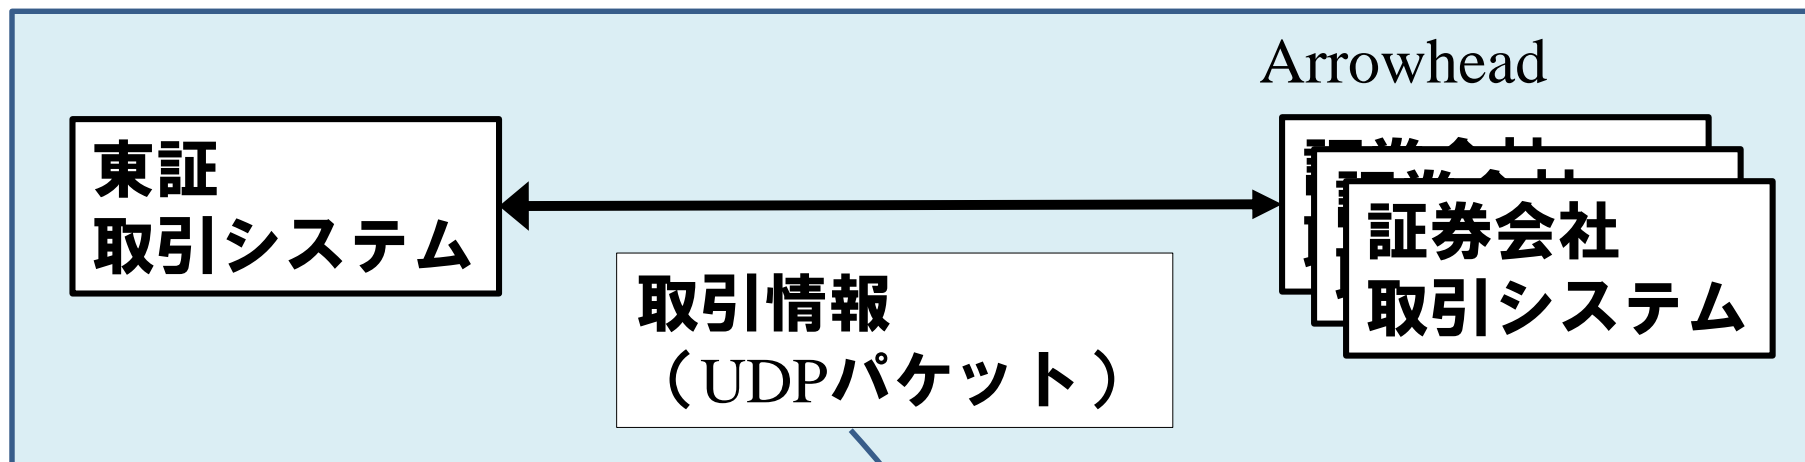 Arrowhead
東証
取引システム
証券会社
取引システム
取引情報
（UDPパケット）